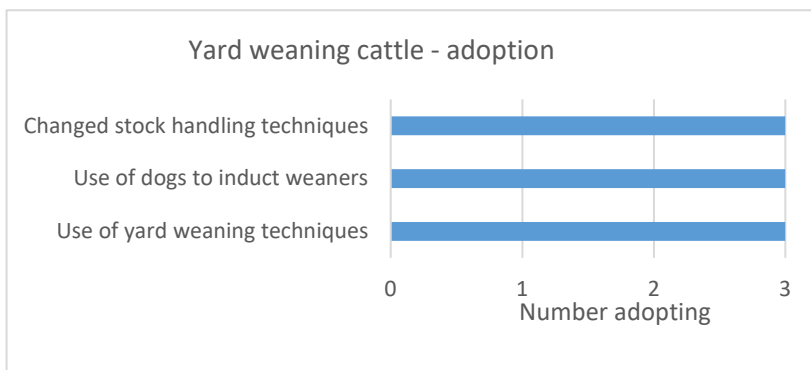 Yard weaning cattle - adoption
Changed stock handling techniques
Use of dogs to induct weaners
Use of yard weaning techniques
0 1 2 3
Number adopting